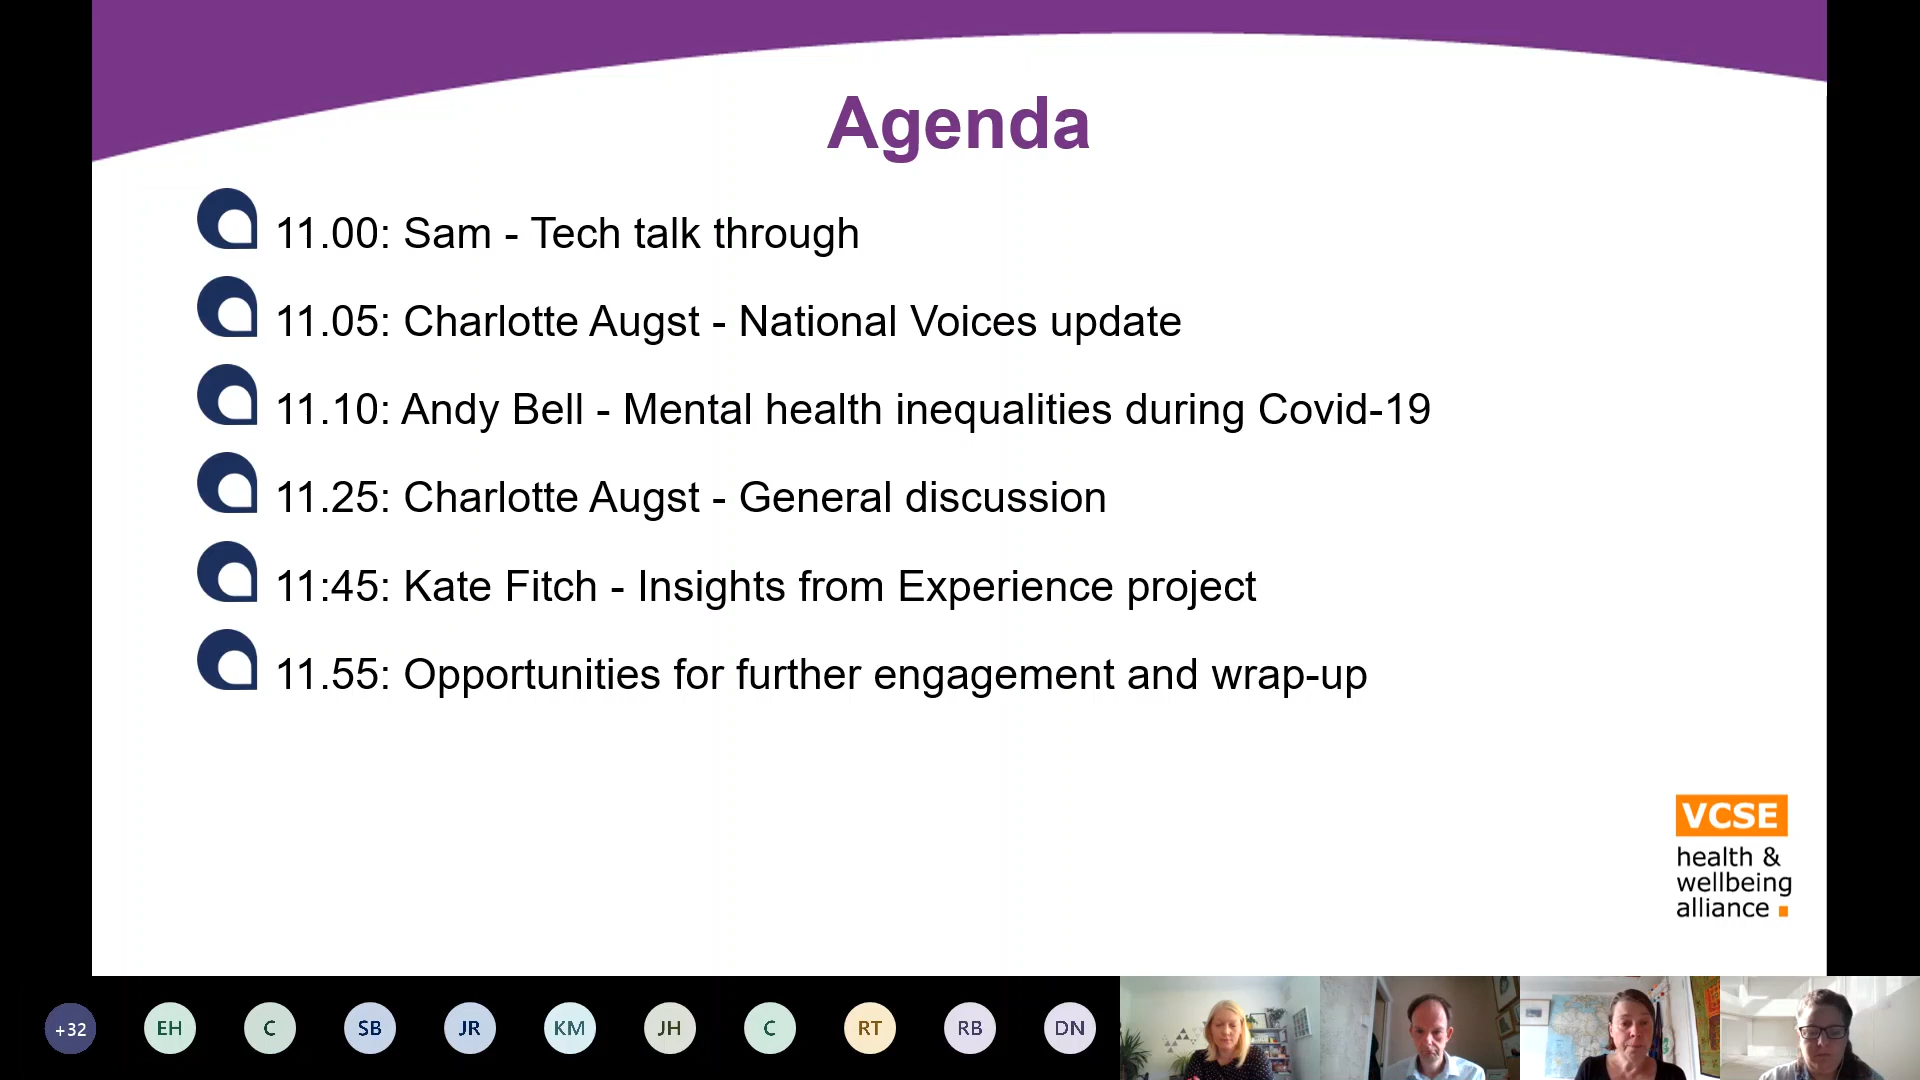 Agenda
11.00: Sam - Tech talk through
11.05: Charlotte Augst - National Voices update
11.10: Andy Bell - Mental health inequalities during Covid-19
11.25: Charlotte Augst - General discussion
11:45: Kate Fitch - Insights from Experience project
11.55: Opportunities for further engagement and wrap-up
VCSE
health &
wellbeing
alliance
+32 EH C SB JR KM JH C RT RB DN